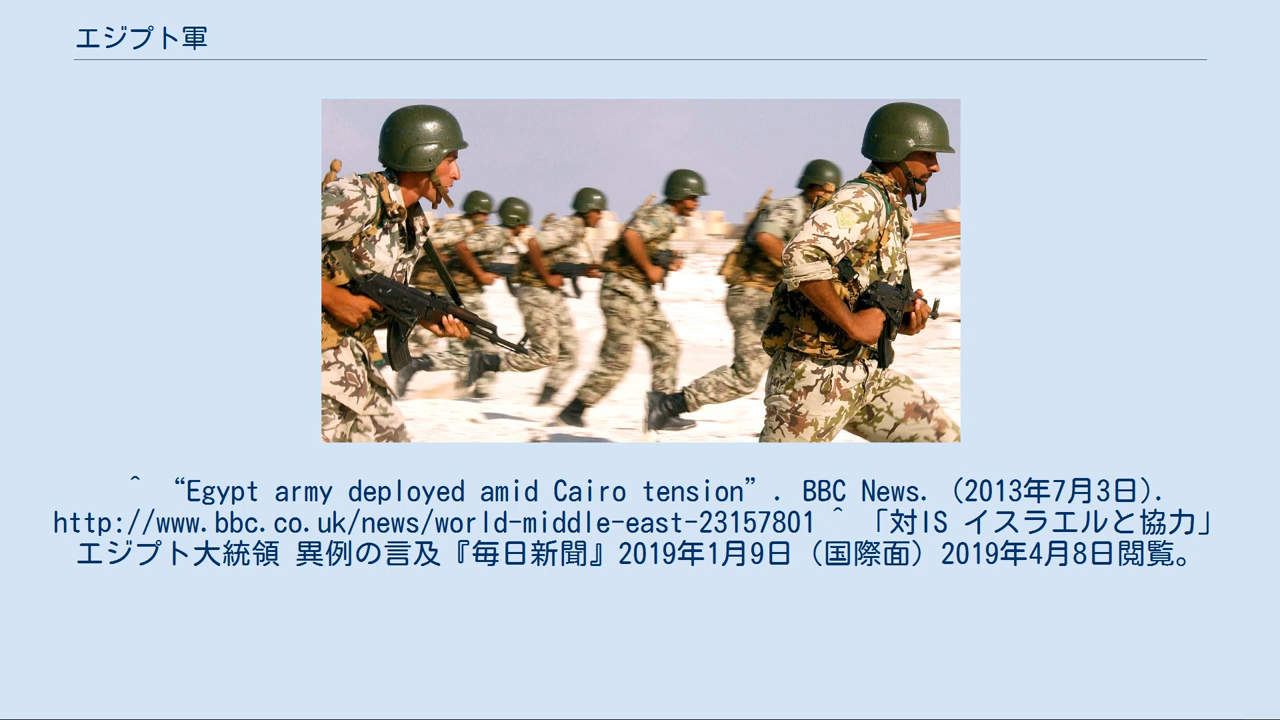 エジプト軍
^ “Egypt army deployed amid Cairo tension”. BBC News. (2013年7月3日).
http://www.bbc.co.uk/news/world-middle-east-23157801 ^ 「対IS イスラエルと協力」
エジプト大統領 異例の言及『毎日新聞』2019年1月9日（国際面）2019年4月8日閲覧。